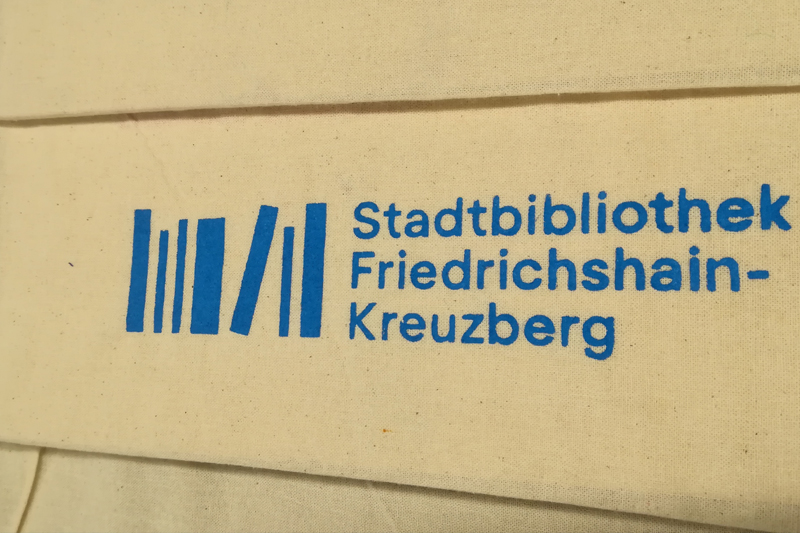 Stadtbibliothek
Friedrichshain-
Kreuzberg